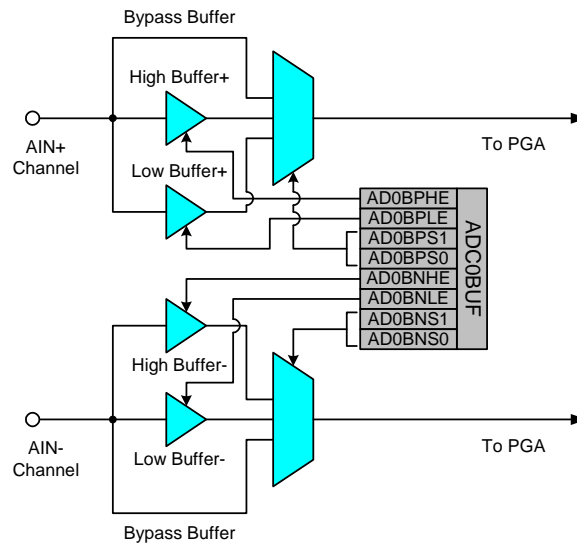 Bypass Buffer
High Buffer+
AIN+
Channel
Low Buffer+
To PGA
AD0BPHE
AD0BPLE
AD0BPS1
AD0BPS0
AD0BNHE
AD0BNLE
AD0BNS1
AD0BNS0
ADC0BUF
High Buffer-
AIN-
Channel
Low Buffer-
To PGA
Bypass Buffer